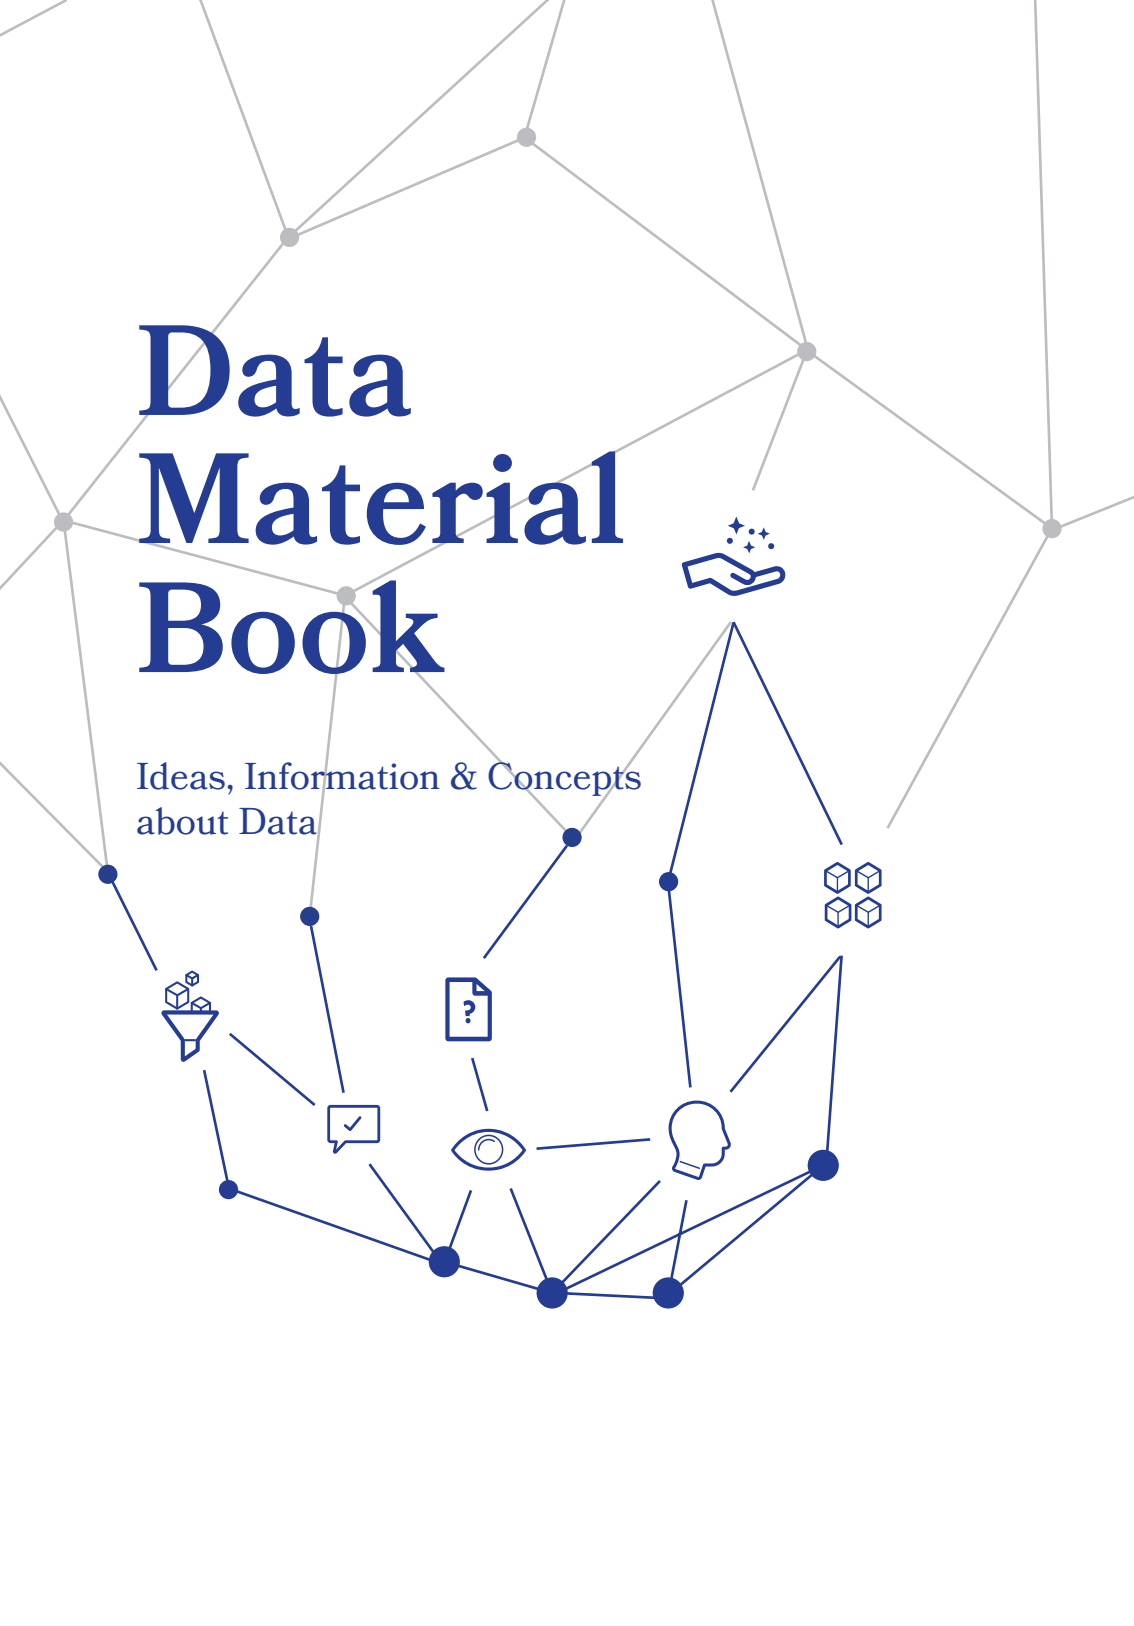 Data
Material
Book
Ideas, Information & Concepts
about Data
?